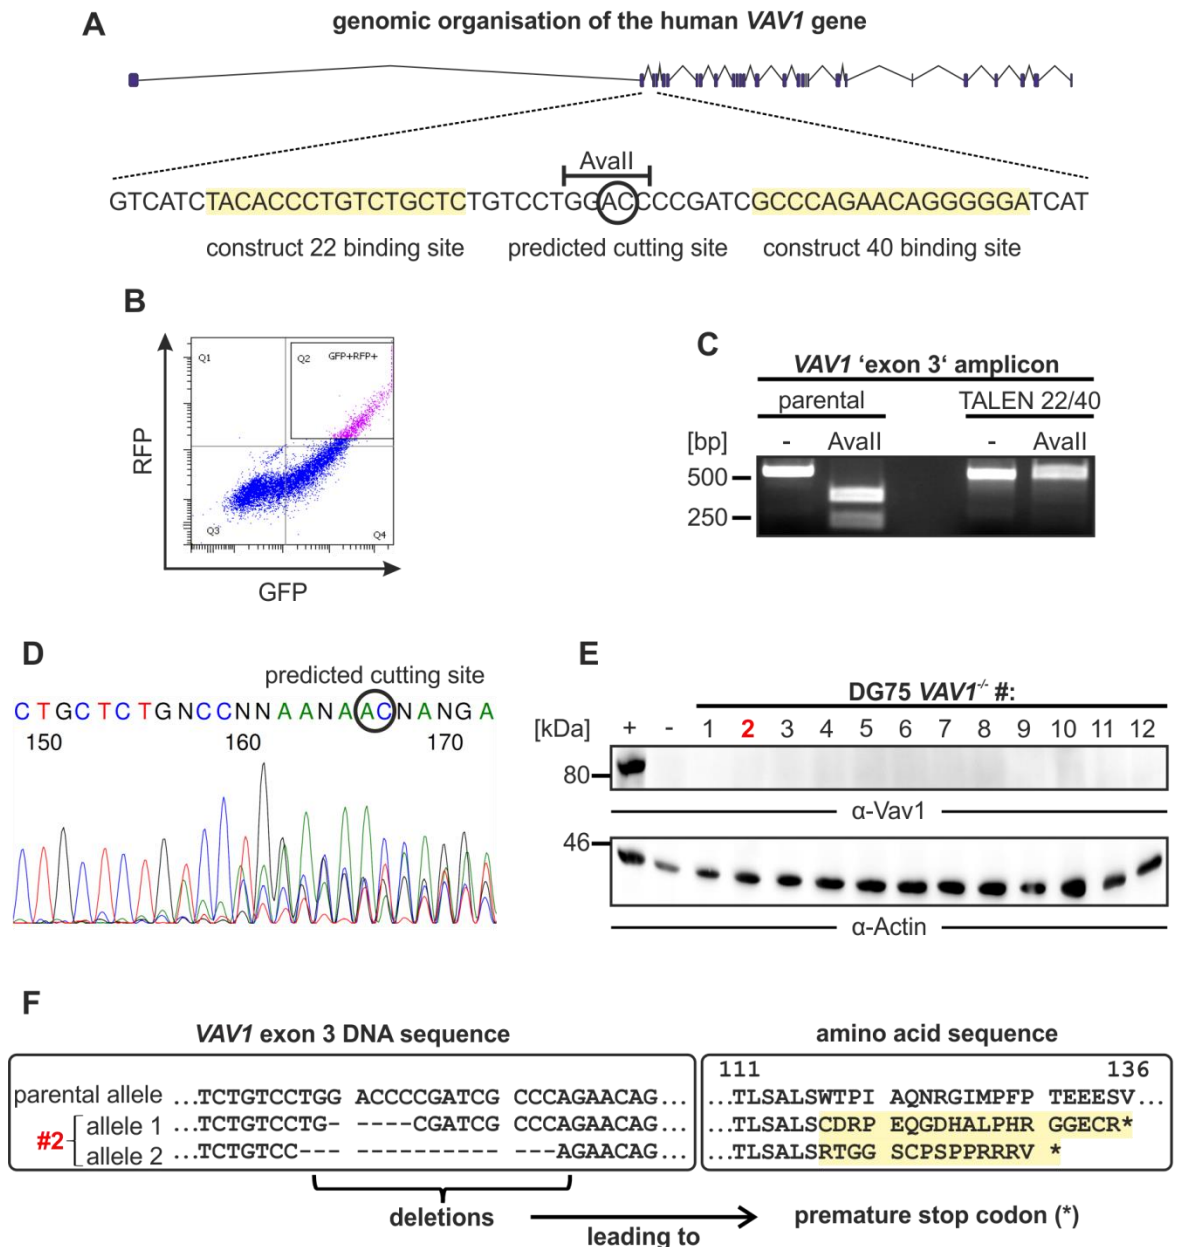 A
genomic organisation of the human VAV1 gene
AvaII
GTCATCTACACCCTGTCTGCTCTGTCCTGGACCCCGATCGCCCAGAACAGGGGGATCAT
construct 22 binding site predicted cutting site construct 40 binding site
B
Q1 Q2 GFP+RFP+
RFP
Q3 Q4
GFP
C
VAV1 ‘exon 3‘ amplicon
parental TALEN 22/40
[bp] - AvaII - AvaII
500
250
D
predicted cutting site
CTGCTCTGNCCNNAANAACNANGA
150 160 170
E
DG75 VAV1-/- #:
[kDa] + - 1 2 3 4 5 6 7 8 9 10 11 12
80
α-Vav1
46
α-Actin
F
VAV1 exon 3 DNA sequence
parental allele ...TCTGTCCTGG ACCCCGATCG CCCAGAACAG...
#2 allele 1 ...TCTGTCCTG- ----CGATCG CCCAGAACAG...
allele 2 ...TCTGTCC--- ---------- ---AGAACAG...
deletions
leading to
amino acid sequence
111 136
...TLSALSWTPI AQNRGIMPFP TEEESV...
...TLSALSCDRP EQGDHALPHR GGECR*
...TLSALSRTGG SCPSPPRRRV *
premature stop codon (*)